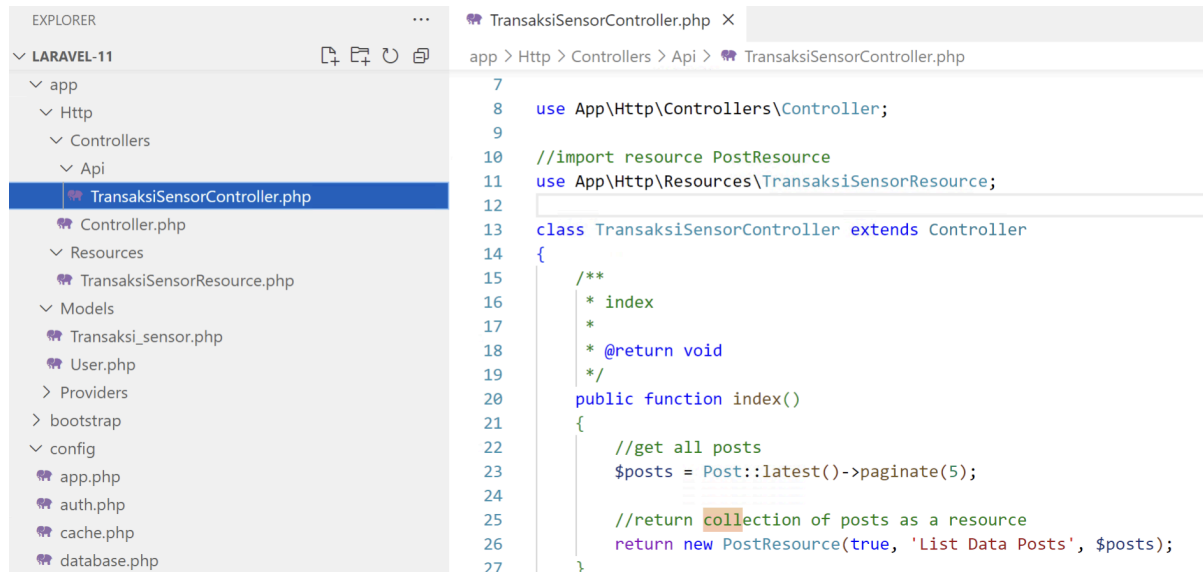 EXPLORER ...
LARAVEL-11
app
Http
Controllers
Api
TransaksiSensorController.php
Controller.php
Resources
TransaksiSensorResource.php
Models
Transaksi_sensor.php
User.php
Providers
bootstrap
config
app.php
auth.php
cache.php
database.php
TransaksiSensorController.php
app > Http > Controllers > Api > TransaksiSensorController.php
7
8 use App\Http\Controllers\Controller;
9
10 //import resource PostResource
11 use App\Http\Resources\TransaksiSensorResource;
12
13 class TransaksiSensorController extends Controller
14 {
15 /**
16 * index
17 *
18 * @return void
19 */
20 public function index()
21 {
22 //get all posts
23 $posts = Post::latest()->paginate(5);
24
25 //return collection of posts as a resource
26 return new PostResource(true, 'List Data Posts', $posts);
27 }